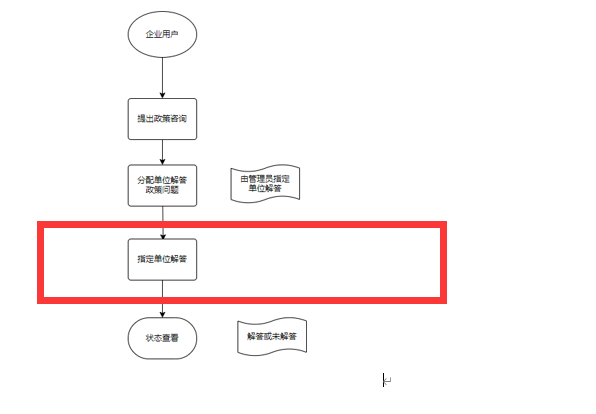 企业用户
提出政策咨询
分配单位解答
政策问题
由管理员指定
单位解答
指定单位解答
状态查看
解答或未解答